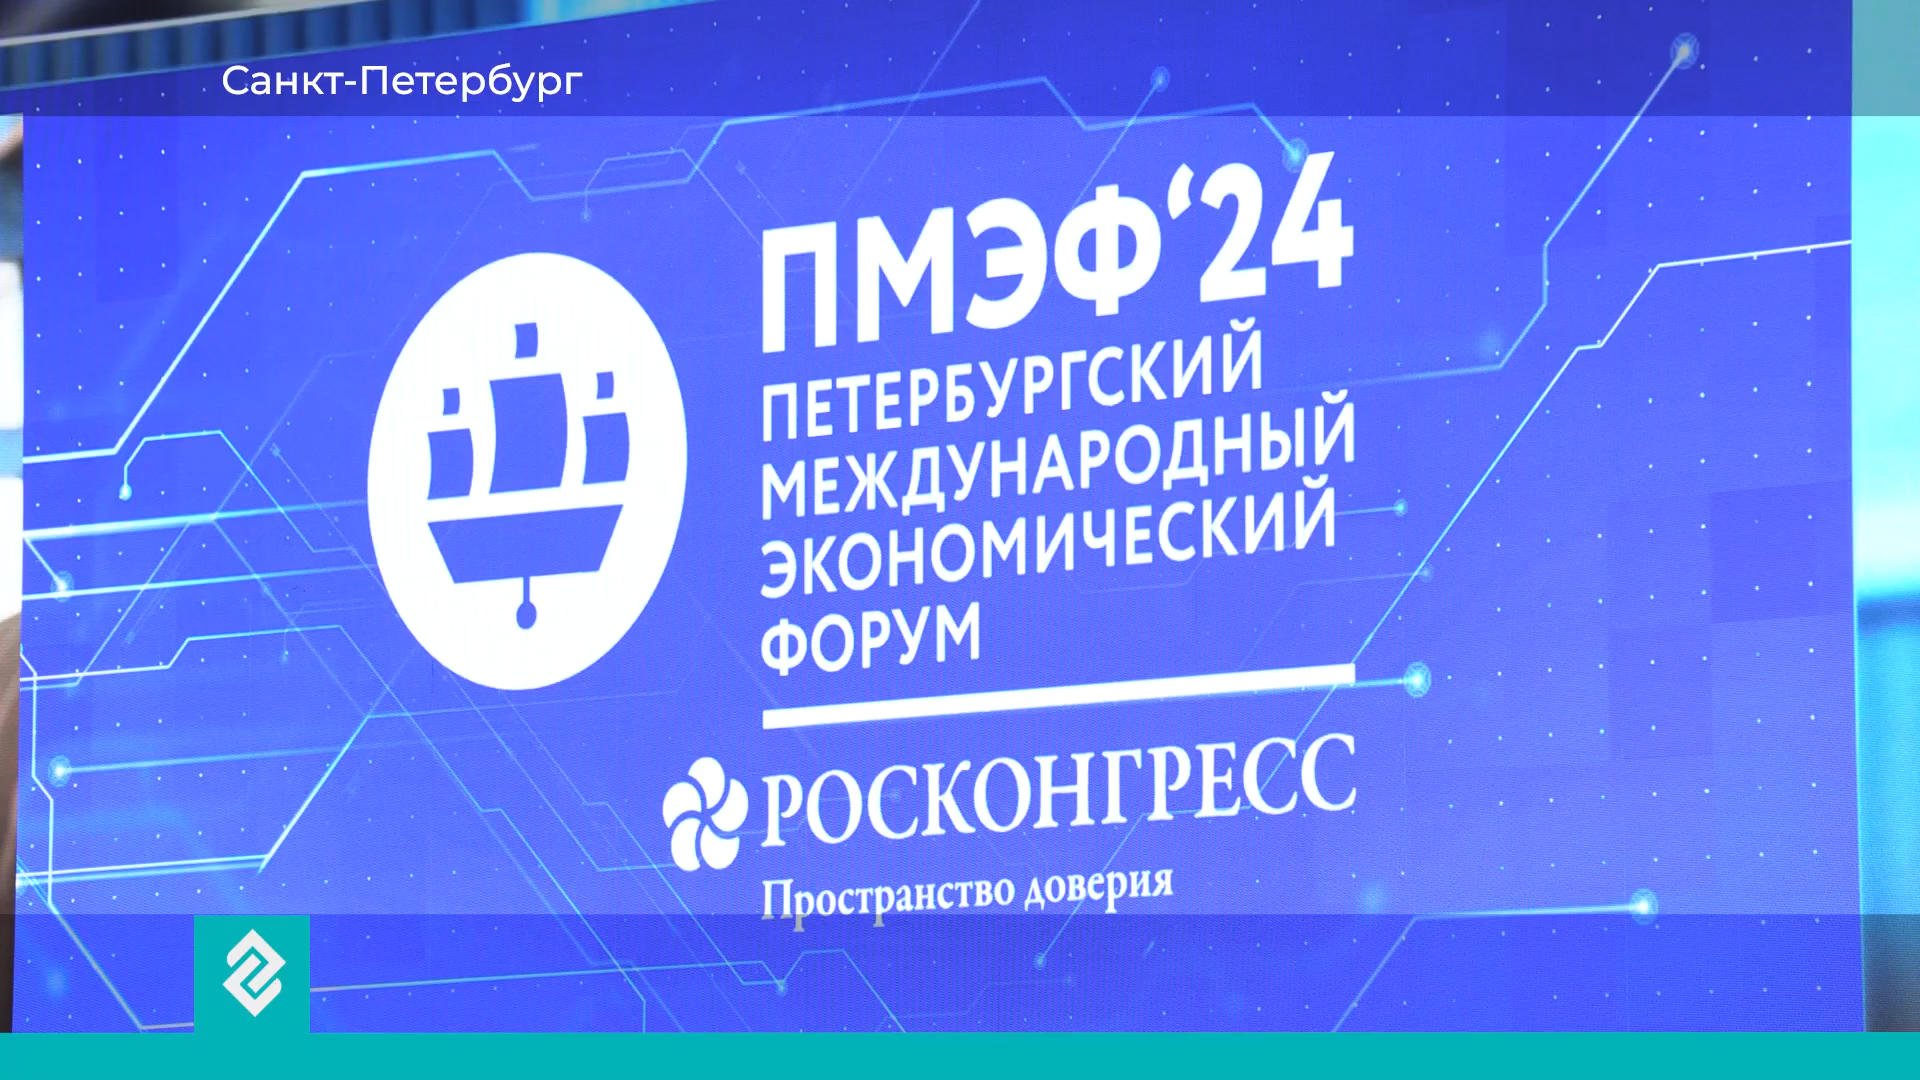 Санкт-Петербург
ПМЭФ‘24
ПЕТЕРБУРГСКИЙ
МЕЖДУНАРОДНЫЙ
ЭКОНОМИЧЕСКИЙ
ФОРУМ
РОСКОНГРЕСС
Пространство доверия